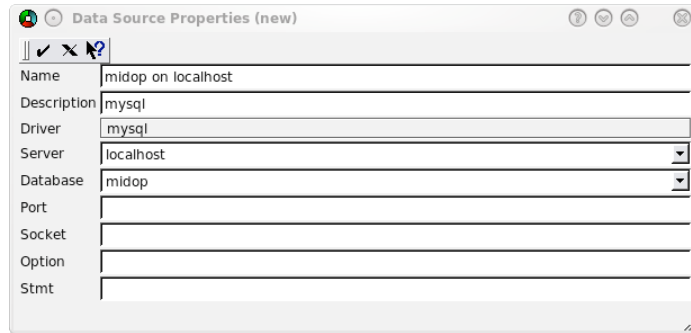 Data Source Properties (new)
Name midop on localhost
Description mysql
Driver mysql
Server localhost
Database midop
Port
Socket
Option
Stmt